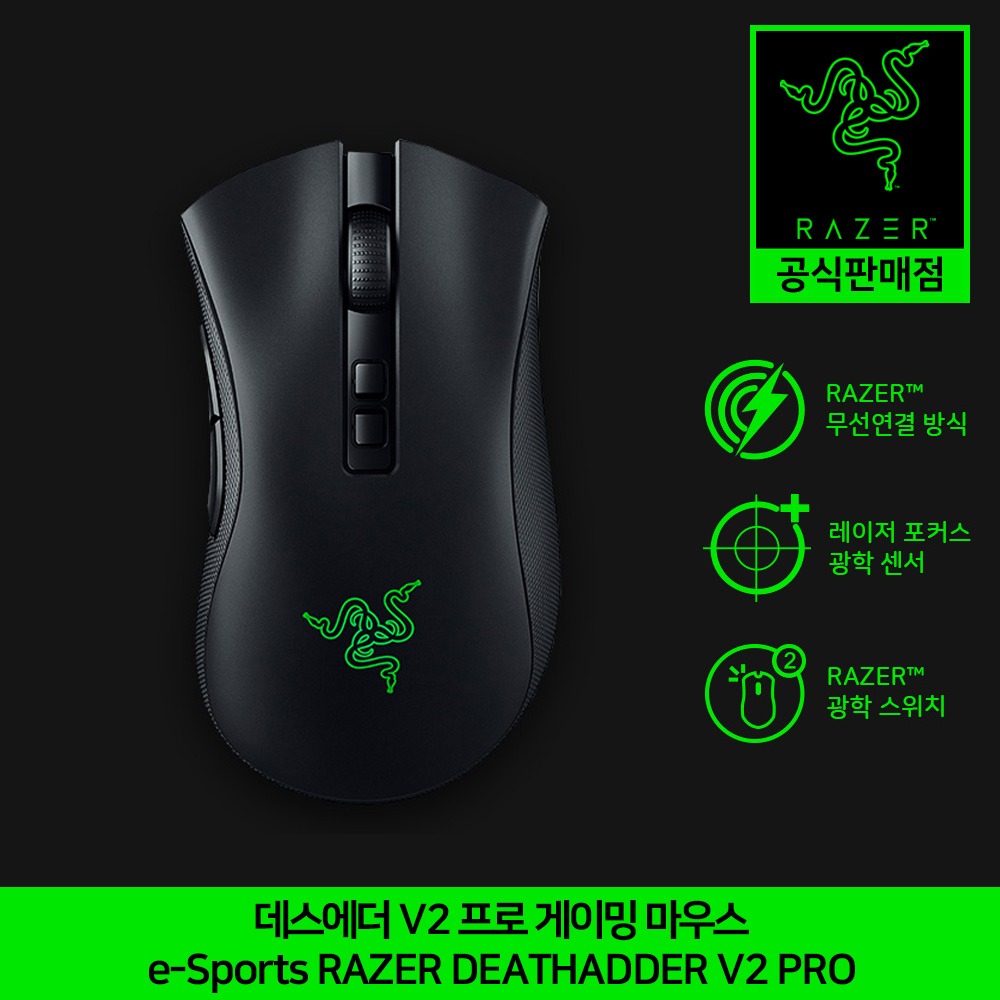 RAZER™
공식판매점
RAZER™
무선연결 방식
레이저 포커스
광학 센서
2
RAZER™
광학 스위치
데스에더 V2 프로 게이밍 마우스
e-Sports RAZER DEATHADDER V2 PRO